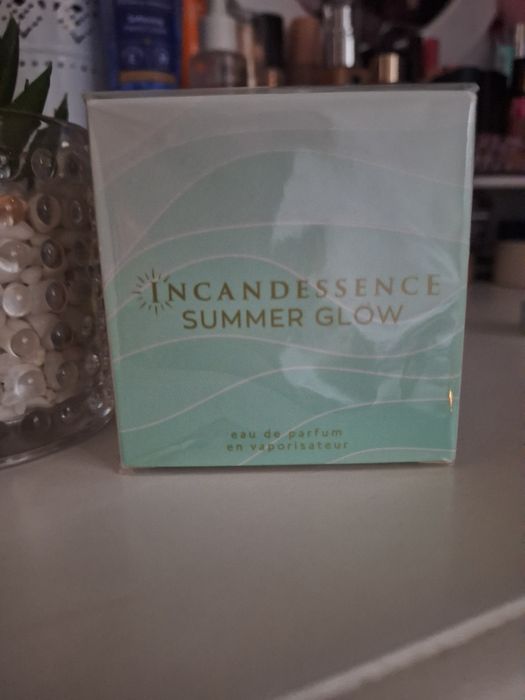 INCANDESSENCE
SUMMER GLOW
eau de parfum
en vaporisateur